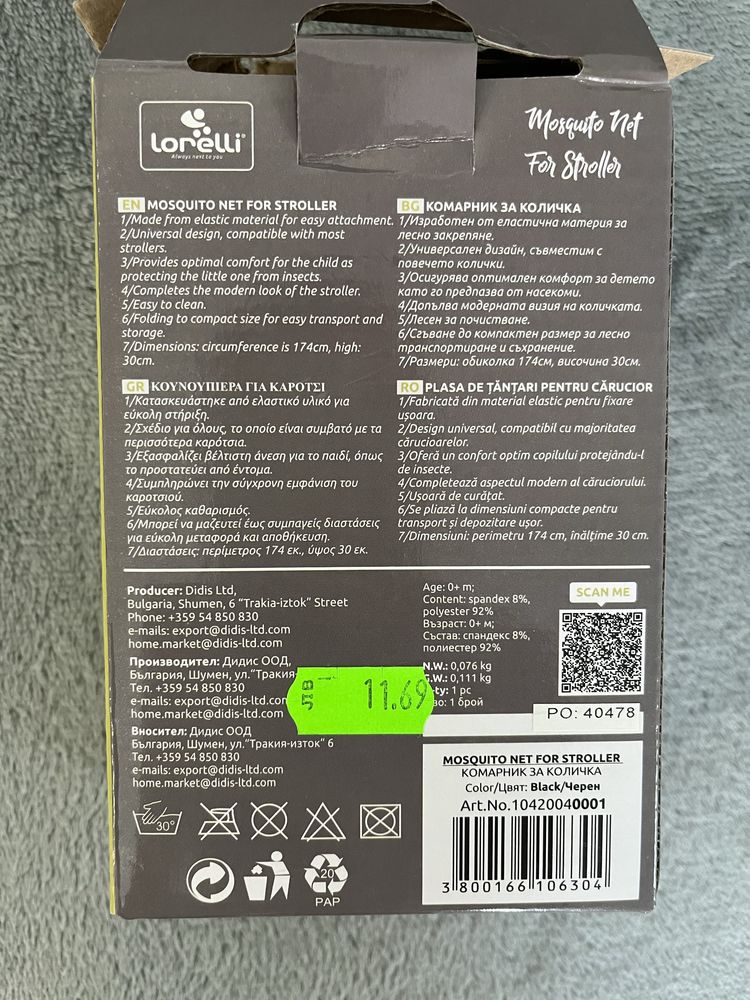 Lorelli®
Always next to you
Mosquito Net
For Stroller
EN MOSQUITO NET FOR STROLLER
1/Made from elastic material for easy attachment.
2/Universal design, compatible with most
strollers.
3/Provides optimal comfort for the child as
protecting the little one from insects.
4/Completes the modern look of the stroller.
5/Easy to clean.
6/Folding to compact size for easy transport and
storage.
7/Dimensions: circumference is 174cm, high:
30cm.
BG КОМАРНИК ЗА КОЛИЧКА
1/Изработен от еластична материя за
лесно закрепяне.
2/Универсален дизайн, съвместим с
повечето колички.
3/Осигурява оптимален комфорт за детето
като го предпазва от насекоми.
4/Допълва модерната визия на количката.
5/Лесен за почистване.
6/Сгъване до компактен размер за лесно
транспортиране и съхранение.
7/Размери: обиколка 174см, височина 30см.
GR ΚΟΥΝΟΥΠΙΕΡΑ ΓΙΑ ΚΑΡΟΤΣΙ
1/Κατασκευάστηκε από ελαστικό υλικό για
εύκολη στήριξη.
2/Σχέδιο για όλους, το οποίο είναι συμβατό με τα
περισσότερα καρότσια.
3/Εξασφαλίζει βέλτιστη άνεση για το παιδί, όπως
το προστατεύει από έντομα.
4/Συμπληρώνει την σύγχρονη εμφάνιση του
καροτσιού.
5/Εύκολος καθαρισμός.
6/Μπορεί να μαζευτεί έως συμπαγείς διαστάσεις
για εύκολη μεταφορά και αποθήκευση.
7/Διαστάσεις: περίμετρος 174 εκ., ύψος 30 εκ.
RO PLASA DE ȚÂNȚARI PENTRU CĂRUCIOR
1/Fabricată din material elastic pentru fixare
ușoara.
2/Design universal, compatibil cu majoritatea
cărucioarelor.
3/Oferă un confort optim copilului protejându-l
de insecte.
4/Completează aspectul modern al căruciorului.
5/Ușoară de curățat.
6/Se pliază la dimensiuni compacte pentru
transport și depozitare ușor.
7/Dimensiuni: perimetru 174 cm, înălțime 30 cm.
Producer: Didis Ltd,
Bulgaria, Shumen, 6 “Trakia-iztok” Street
Phone: +359 54 850 830
e-mails: export@didis-ltd.com
home.market@didis-ltd.com
Производител: Дидис ООД,
България, Шумен, ул.“Тракия
Тел. +359 54 850 830
e-mails: export@didis-ltd.com
home.market@didis-ltd.com
Вносител: Дидис ООД
България, Шумен, ул.“Тракия-изток” 6
Тел. +359 54 850 830
e-mails: export@didis-ltd.com
home.market@didis-ltd.com
Age: 0+ m;
Content: spandex 8%,
polyester 92%
Възраст: 0+ м;
Състав: спандекс 8%,
полиестер 92%
N.W.: 0,076 kg
G.W.: 0,111 kg
ty: 1 pc
во: 1 брой
SCAN ME
ЛВ 11.69
PO: 40478
MOSQUITO NET FOR STROLLER
КОМАРНИК ЗА КОЛИЧКА
Color/Цвят: Black/Черен
Art.No.10420040001
3 800166 106304
30°
20
PAP